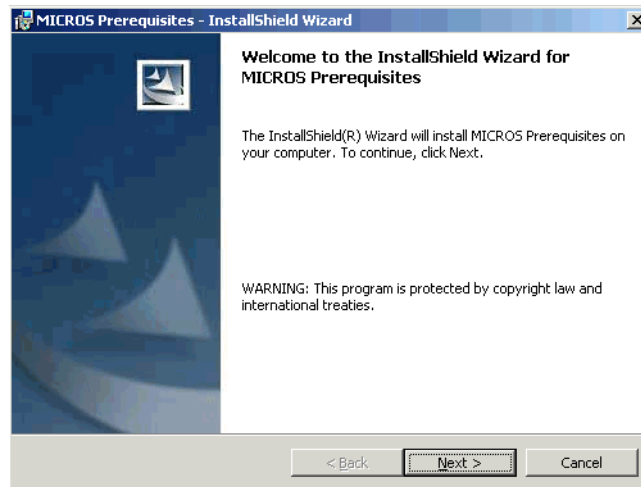 MICROS Prerequisites - InstallShield Wizard
Welcome to the InstallShield Wizard for
MICROS Prerequisites
The InstallShield(R) Wizard will install MICROS Prerequisites on
your computer. To continue, click Next.
WARNING: This program is protected by copyright law and
international treaties.
< Back
Next >
Cancel